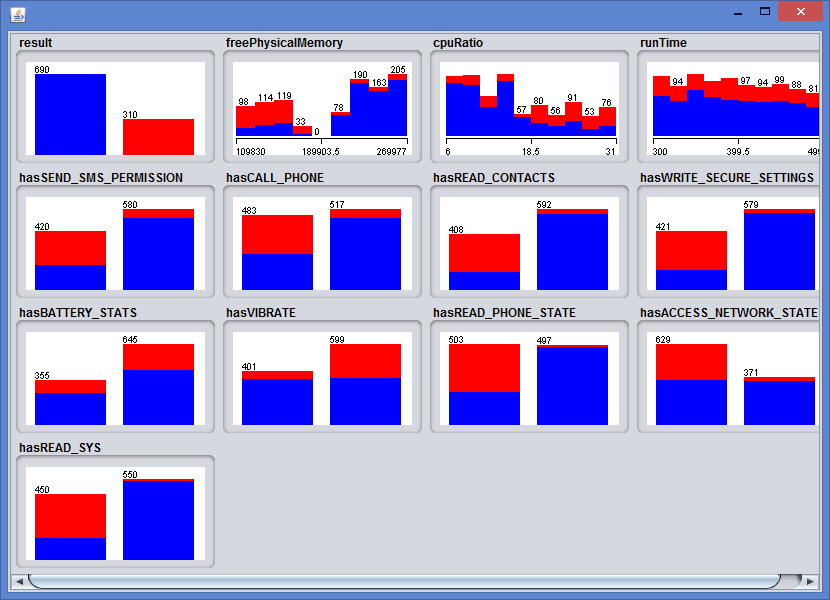 result freePhysicalMemory cpuRatio runTime
690 310
98 114 119 33 0 78 190 163 205
57 80 56 91 53 76
94 97 94 99 88 81
109830 189903.5 269977 6 18.5 31 300 399.5
hasSEND_SMS_PERMISSION hasCALL_PHONE hasREAD_CONTACTS hasWRITE_SECURE_SETTINGS
420 580 483 517 408 592 421 579
hasBATTERY_STATS hasVIBRATE hasREAD_PHONE_STATE hasACCESS_NETWORK_STATE
355 645 401 599 503 497 629 371
hasREAD_SYS
450 550